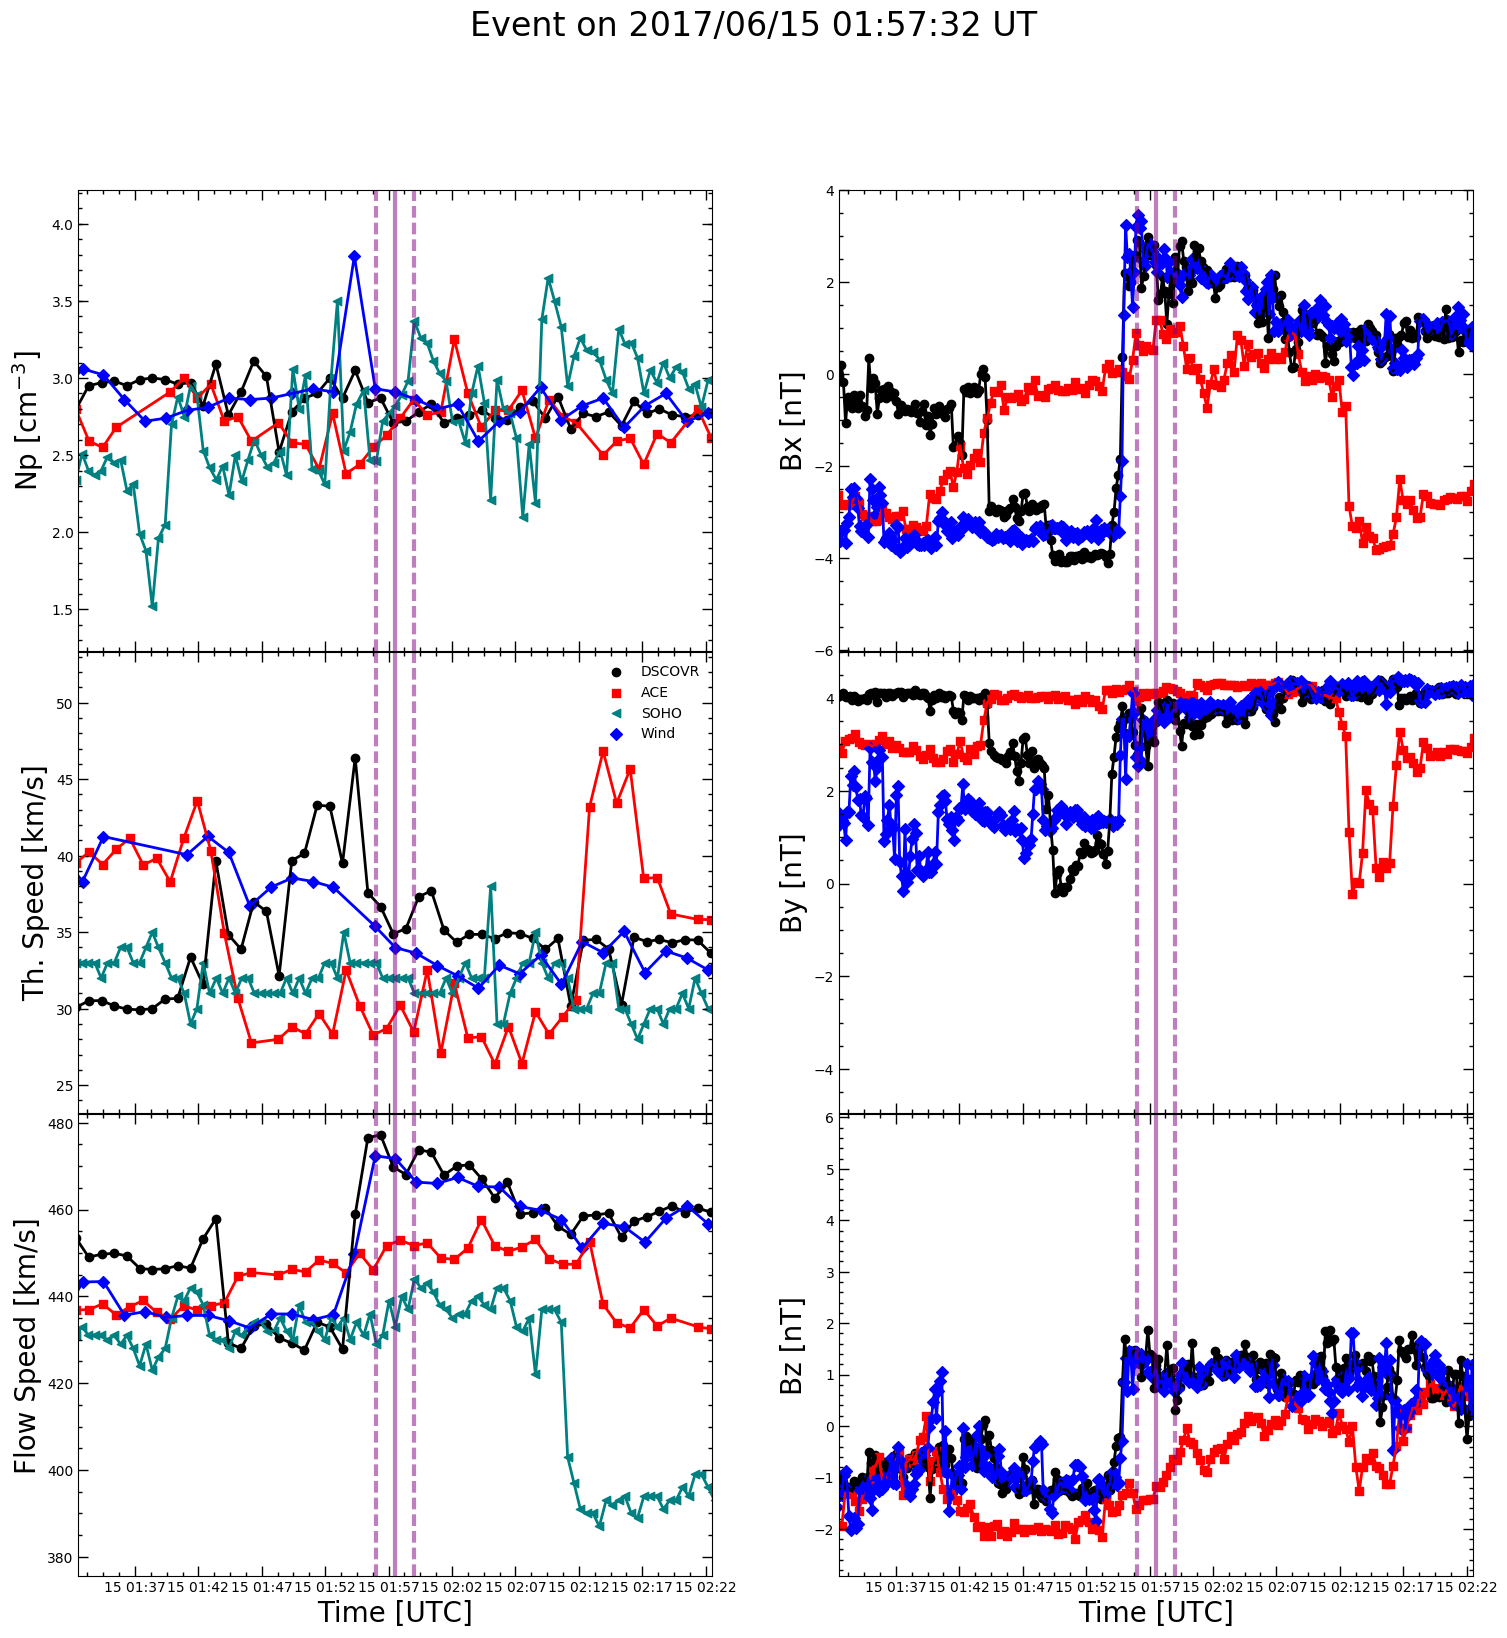 Event on 2017/06/15 01:57:32 UT
Np [cm⁻³]
4.0
3.5
3.0
2.5
2.0
1.5
Th. Speed [km/s]
50
45
40
35
30
25
DSCOVR
ACE
SOHO
Wind
Flow Speed [km/s]
480
460
440
420
400
380
15 01:37 15 01:42 15 01:47 15 01:52 15 01:57 15 02:02 15 02:07 15 02:12 15 02:17 15 02:22
Time [UTC]
Bx [nT]
4
2
0
−2
−4
−6
By [nT]
4
2
0
−2
−4
Bz [nT]
6
5
4
3
2
1
0
−1
−2
15 01:37 15 01:42 15 01:47 15 01:52 15 01:57 15 02:02 15 02:07 15 02:12 15 02:17 15 02:22
Time [UTC]